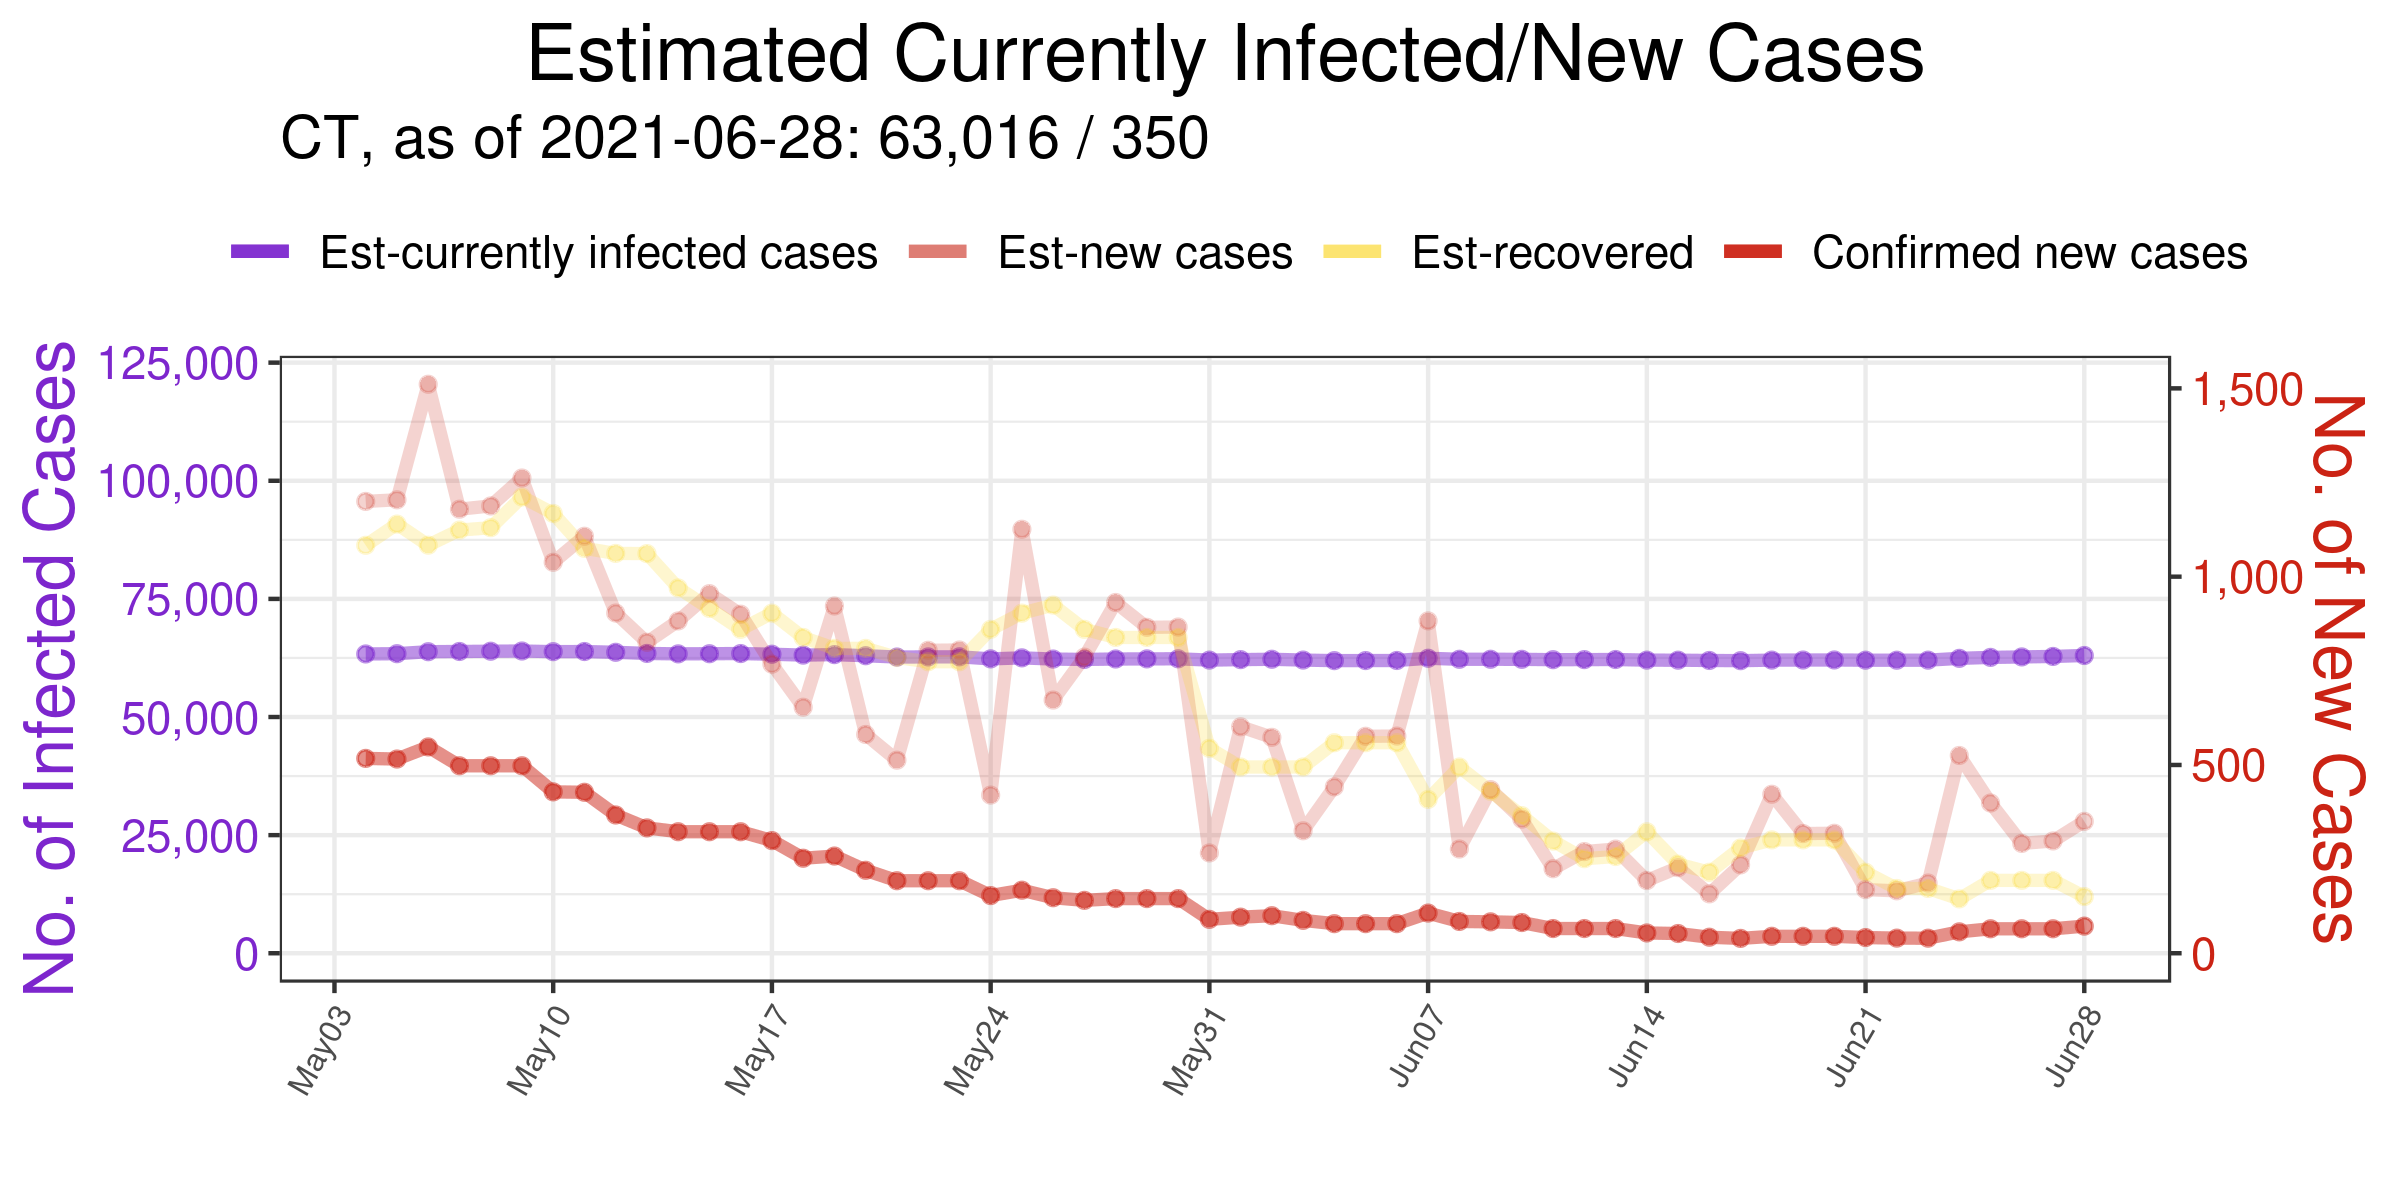 Estimated Currently Infected/New Cases
CT, as of 2021-06-28: 63,016 / 350
Est-currently infected cases Est-new cases Est-recovered Confirmed new cases
No. of Infected Cases
125,000
100,000
75,000
50,000
25,000
0
1,500
1,000
500
0
No. of New Cases
May03 May10 May17 May24 May31 Jun07 Jun14 Jun21 Jun28